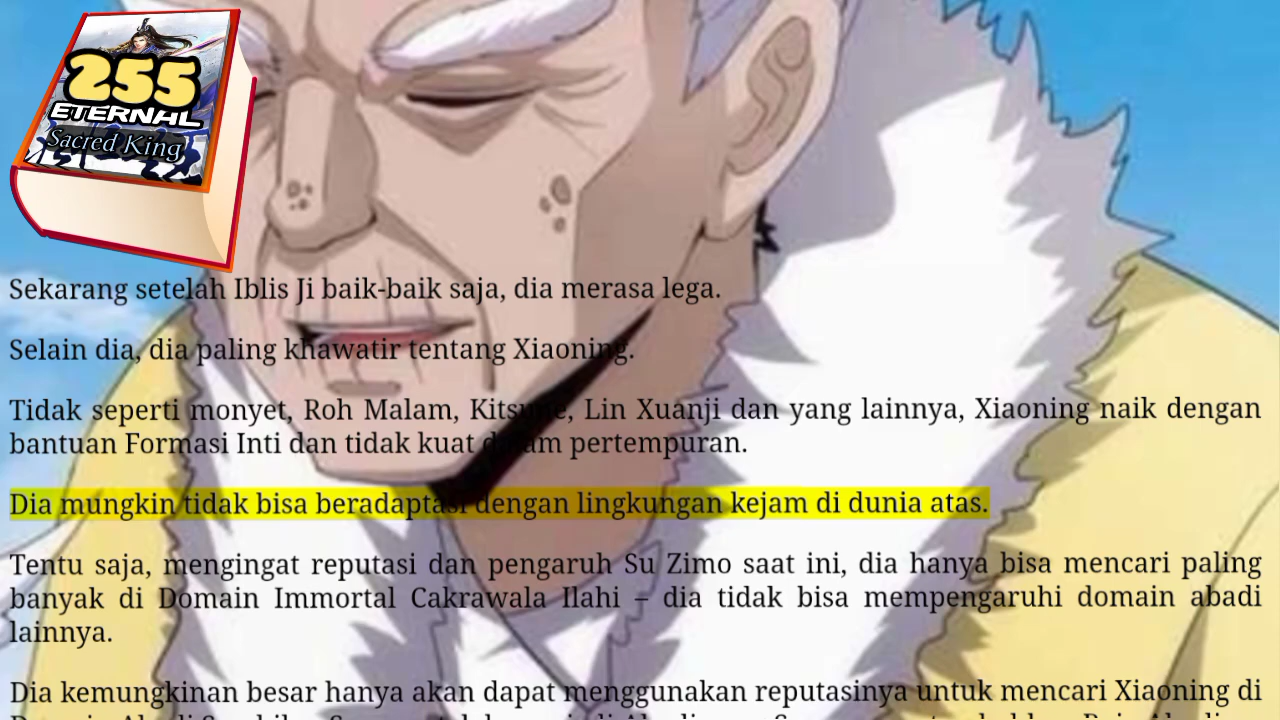 255
ETERNAL
Sacred King
Sekarang setelah Iblis Ji baik-baik saja, dia merasa lega.
Selain dia, dia paling khawatir tentang Xiaoning.
Tidak seperti monyet, Roh Malam, Kitsune, Lin Xuanji dan yang lainnya, Xiaoning naik dengan
bantuan Formasi Inti dan tidak kuat dalam pertempuran.
Dia mungkin tidak bisa beradaptasi dengan lingkungan kejam di dunia atas.
Tentu saja, mengingat reputasi dan pengaruh Su Zimo saat ini, dia hanya bisa mencari paling
banyak di Domain Immortal Cakrawala Ilahi – dia tidak bisa mempengaruhi domain abadi
lainnya.
Dia kemungkinan besar hanya akan dapat menggunakan reputasinya untuk mencari Xiaoning di